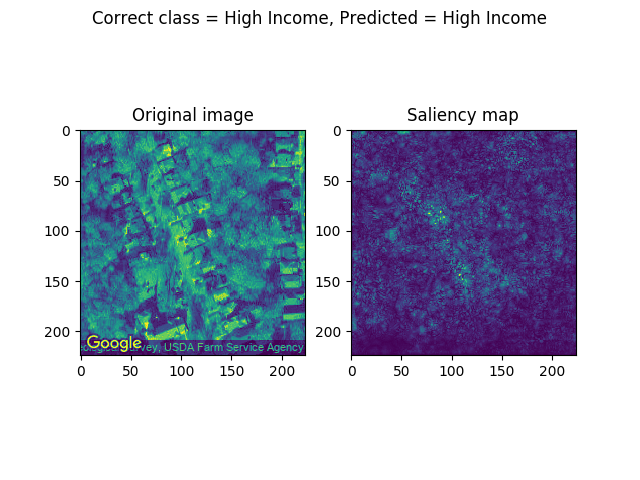 Correct class = High Income, Predicted = High Income
Original image
Saliency map
0
50
100
150
200
0
50
100
150
200
Google
Survey, USDA Farm Service Agency
0 50 100 150 200
0 50 100 150 200